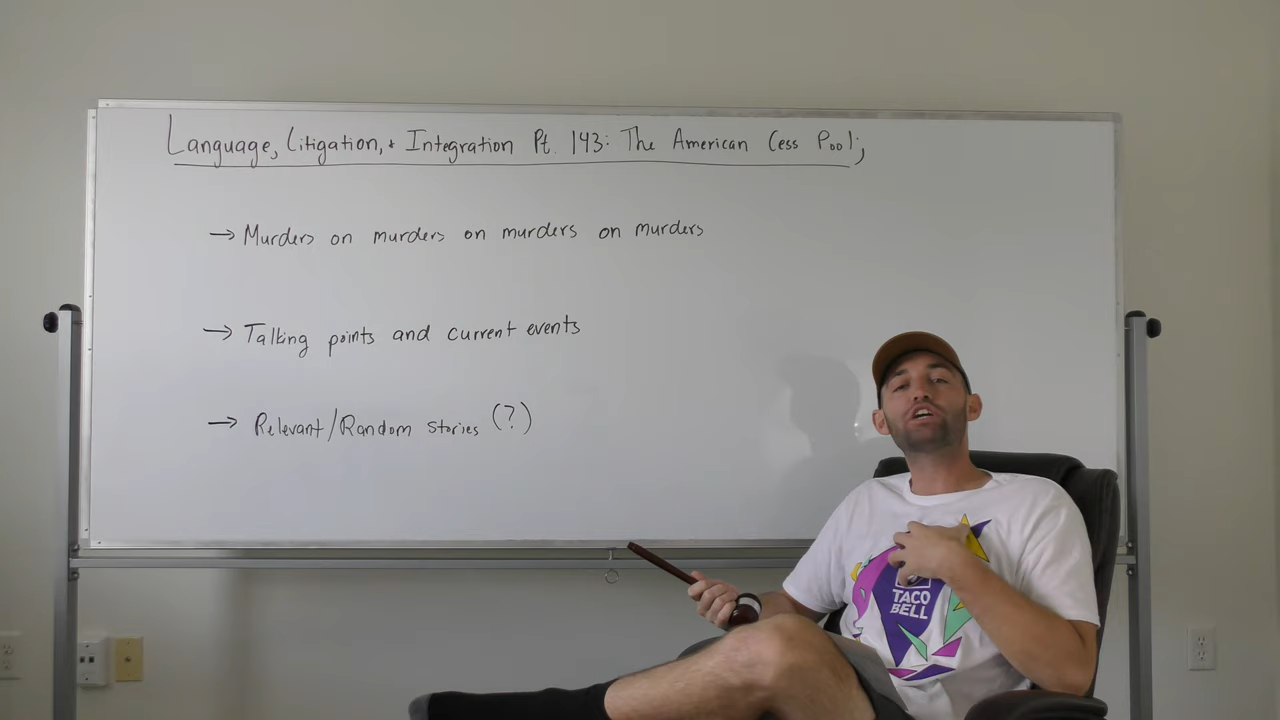 Language, Litigation, + Integration Pt. 143: The American Cess Pool;
→ Murders on murders on murders on murders
→ Talking points and current events
→ Relevant/Random stories (?)
TACO
BELL